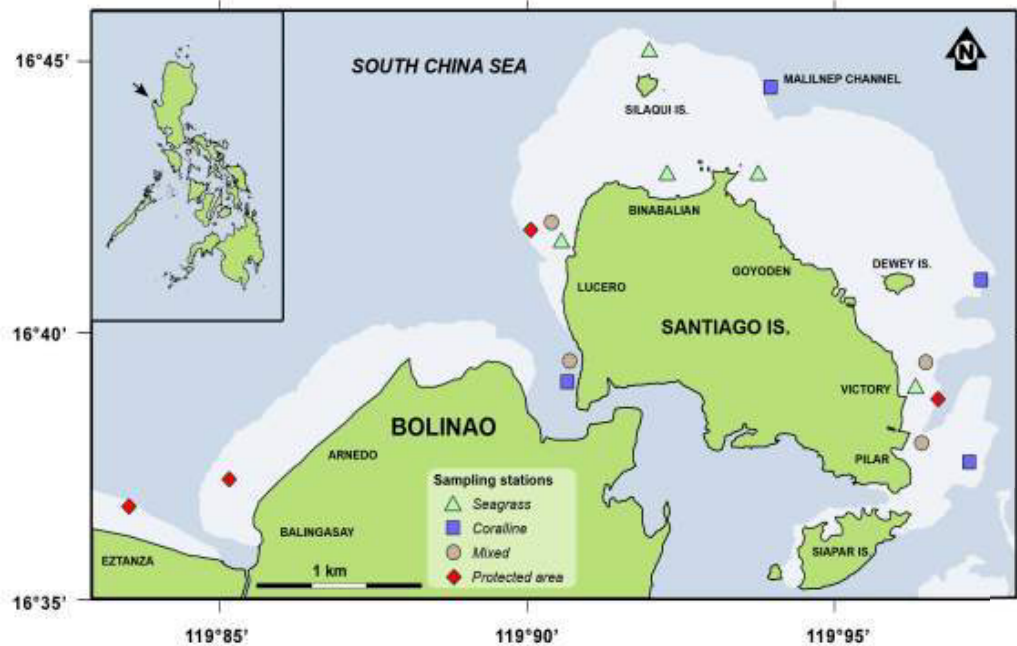 16°45'
SOUTH CHINA SEA
N
MALILNEP CHANNEL
SILAQUI IS.
BINABALIAN
GOYODEN
DEWEY IS.
LUCERO
16°40'
SANTIAGO IS.
VICTORY
BOLINAO
ARNEDO
PILAR
Sampling stations
Seagrass
Coralline
Mixed
Protected area
BALINGASAY
SIAPAR IS.
EZTANZA
1 km
16°35'
119°85'
119°90'
119°95'